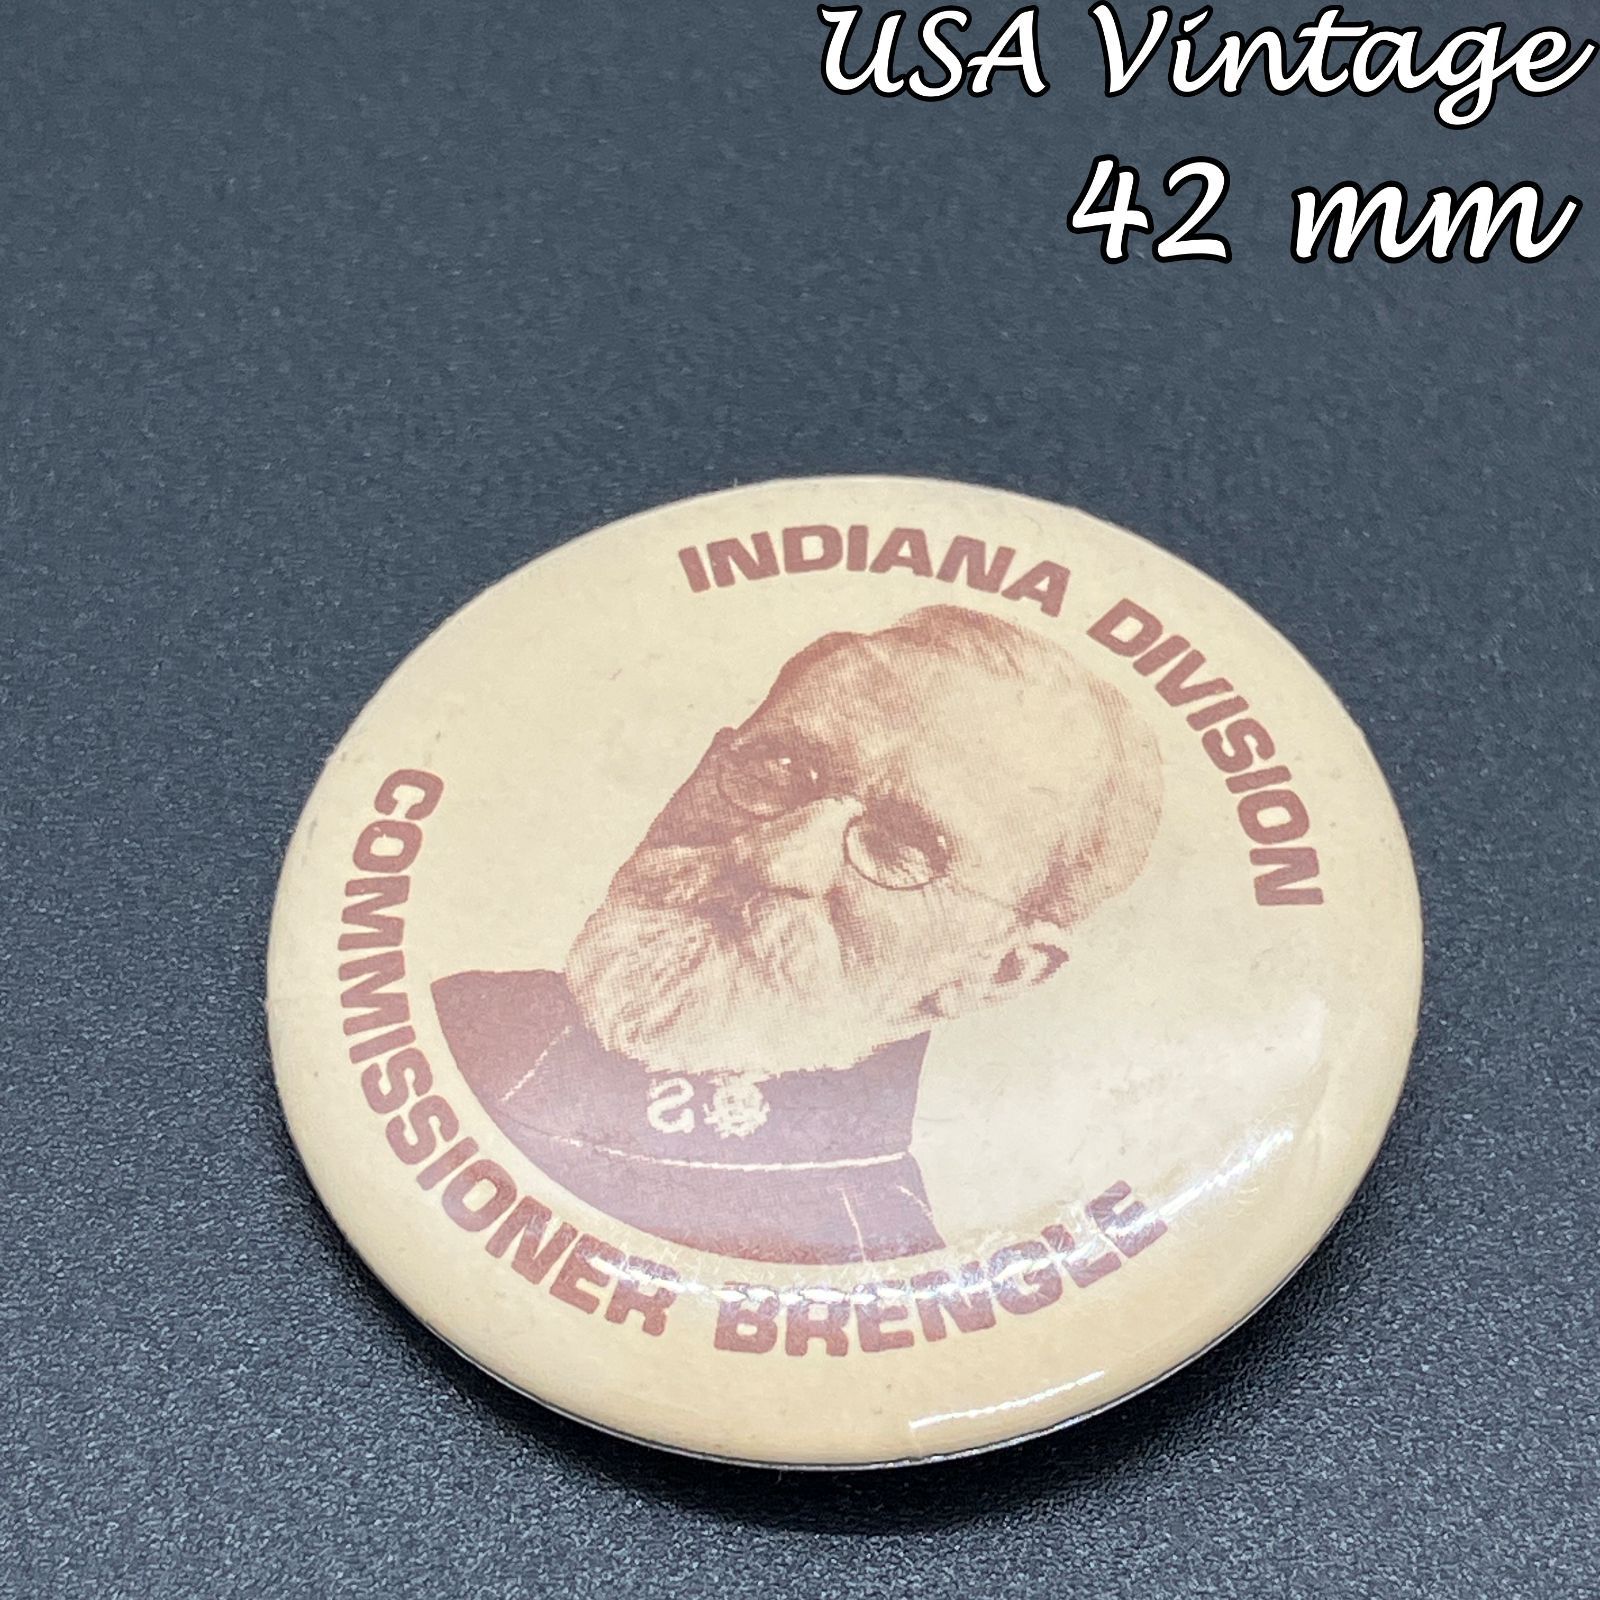 USA Vintage
42 mm
INDIANA DIVISION
S
COMMISSIONER BRENGLE